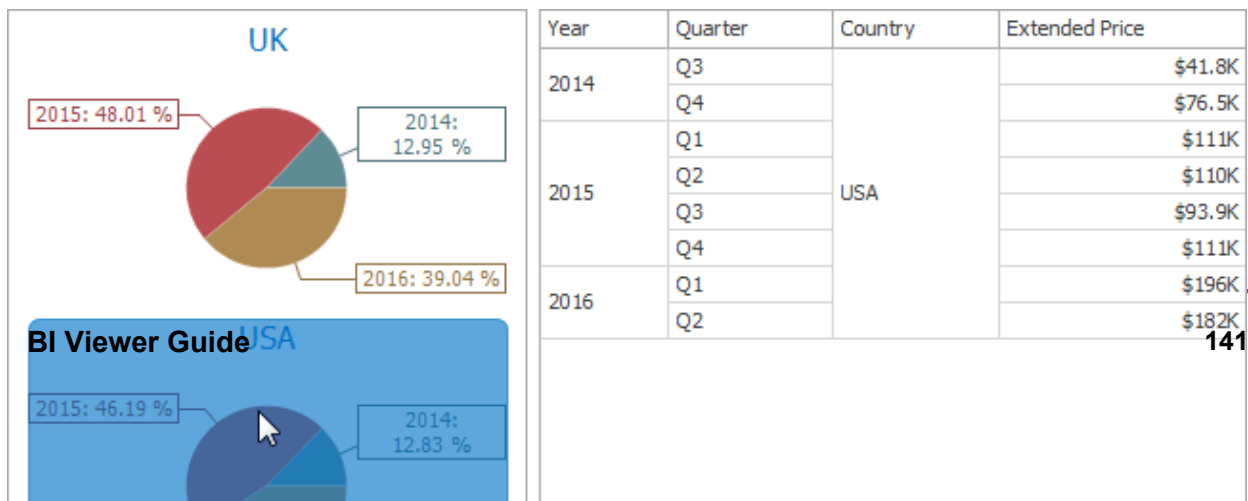 UK
2015: 48.01 %
2014:
12.95 %
2016: 39.04 %
USA
2015: 46.19 %
2014:
12.83 %
Year Quarter Country Extended Price
2014 Q3 USA $41.8K
Q4 $76.5K
2015 Q1 $111K
Q2 $110K
Q3 $93.9K
Q4 $111K
2016 Q1 $196K
Q2 $182K
BI Viewer Guide 141